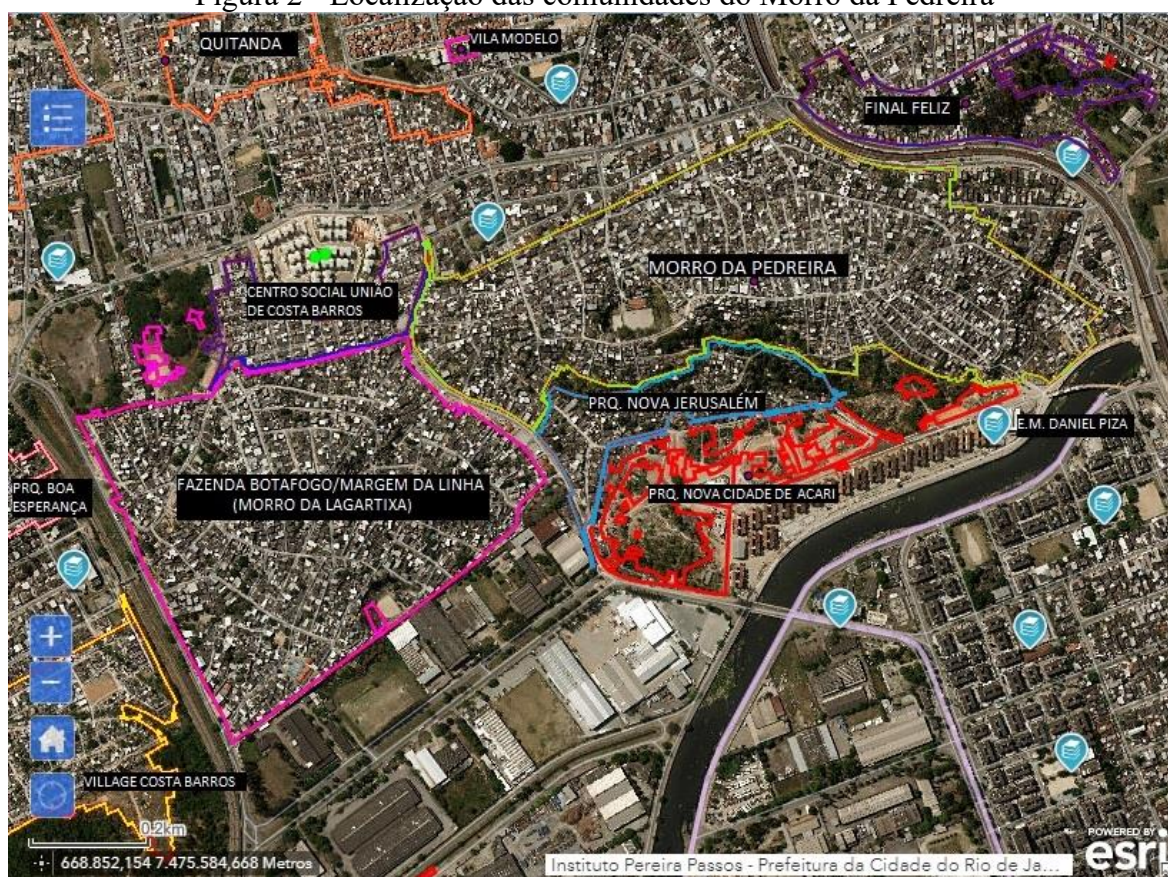 Figura 2 - Localização das comunidades do Morro da Pedreira
QUITANDA
VILA MODELO
FINAL FELIZ
MORRO DA PEDREIRA
CENTRO SOCIAL UNIÃO
DE COSTA BARROS
PRQ. NOVA JERUSALÉM
E.M. DANIEL PIZA
FAZENDA BOTAFOGO/MARGEM DA LINHA
(MORRO DA LAGARTIXA)
PRQ. BOA
ESPERANÇA
PRQ. NOVA CIDADE DE ACARI
VILLAGE COSTA BARROS
0.2km
668.852,154 7.475.584,668 Metros
Instituto Pereira Passos - Prefeitura da Cidade do Rio de Ja...
POWERED BY
esri